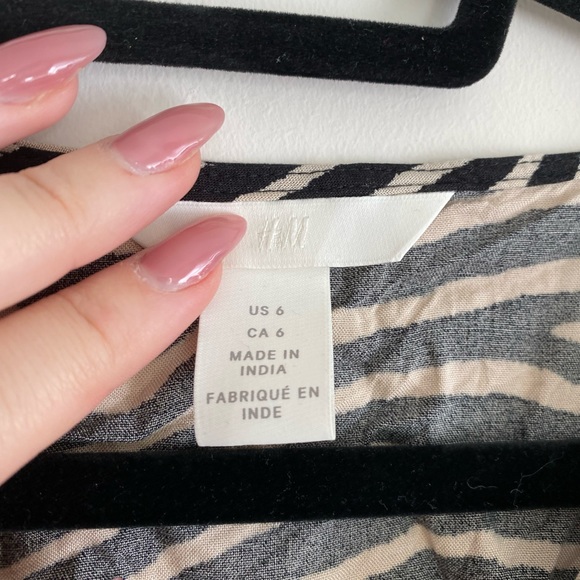 H&M
US 6
CA 6
MADE IN
INDIA
FABRIQUÉ EN
INDE